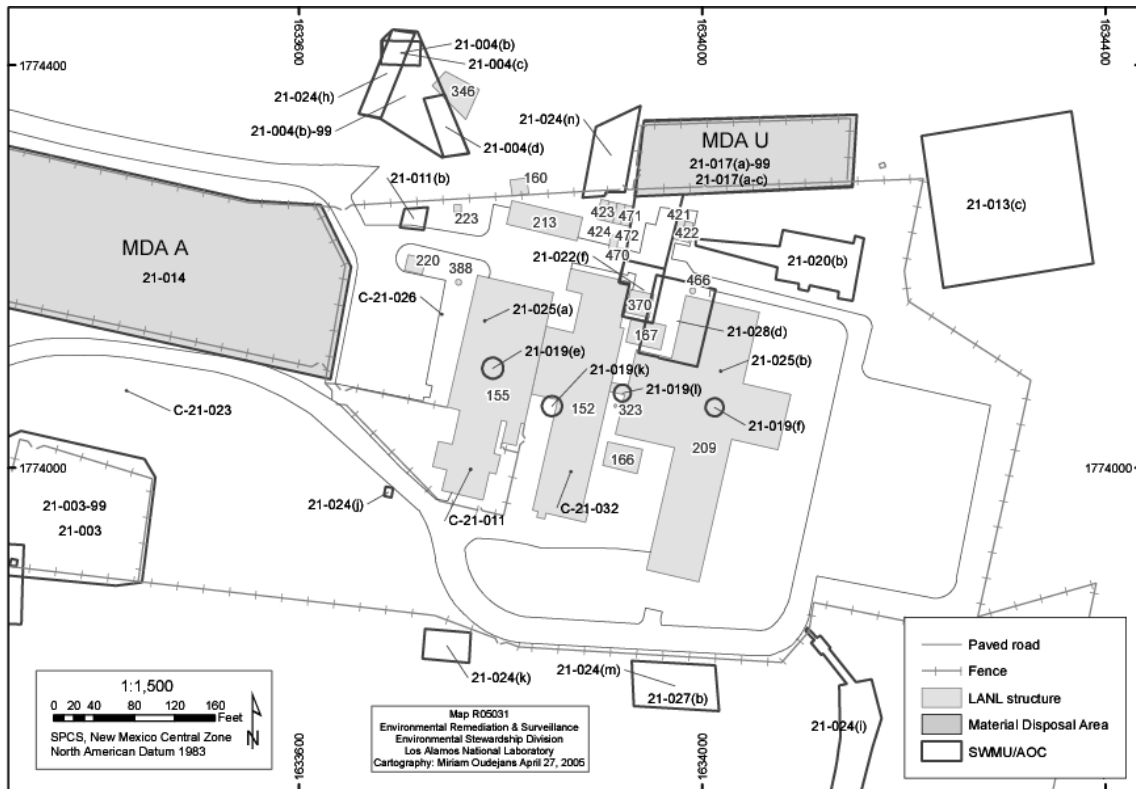 1633600
1634000
1634400
1774400
1774400
21-004(b)
21-004(c)
21-024(h)
346
21-004(b)-99
21-004(d)
21-024(n)
MDA U
21-017(a)-99
21-017(a-c)
21-011(b)
160
223
213
423
471
424
472
470
421
422
21-013(c)
MDA A
21-014
220
388
21-022(f)
466
21-020(b)
C-21-026
21-025(a)
370
167
21-028(d)
21-025(b)
21-019(e)
21-019(k)
21-019(l)
C-21-023
155
152
323
21-019(f)
209
166
1774000
1774000
21-003-99
21-003
21-024(j)
C-21-011
C-21-032
21-024(k)
21-024(m)
21-027(b)
21-024(i)
1:1,500
0 20 40 80 120 160
Feet
N
SPCS, New Mexico Central Zone
North American Datum 1983
Map R05031
Environmental Remediation & Surveillance
Environmental Stewardship Division
Los Alamos National Laboratory
Cartography: Miriam Oudejans April 27, 2005
Paved road
Fence
LANL structure
Material Disposal Area
SWMU/AOC
1633600
1634000